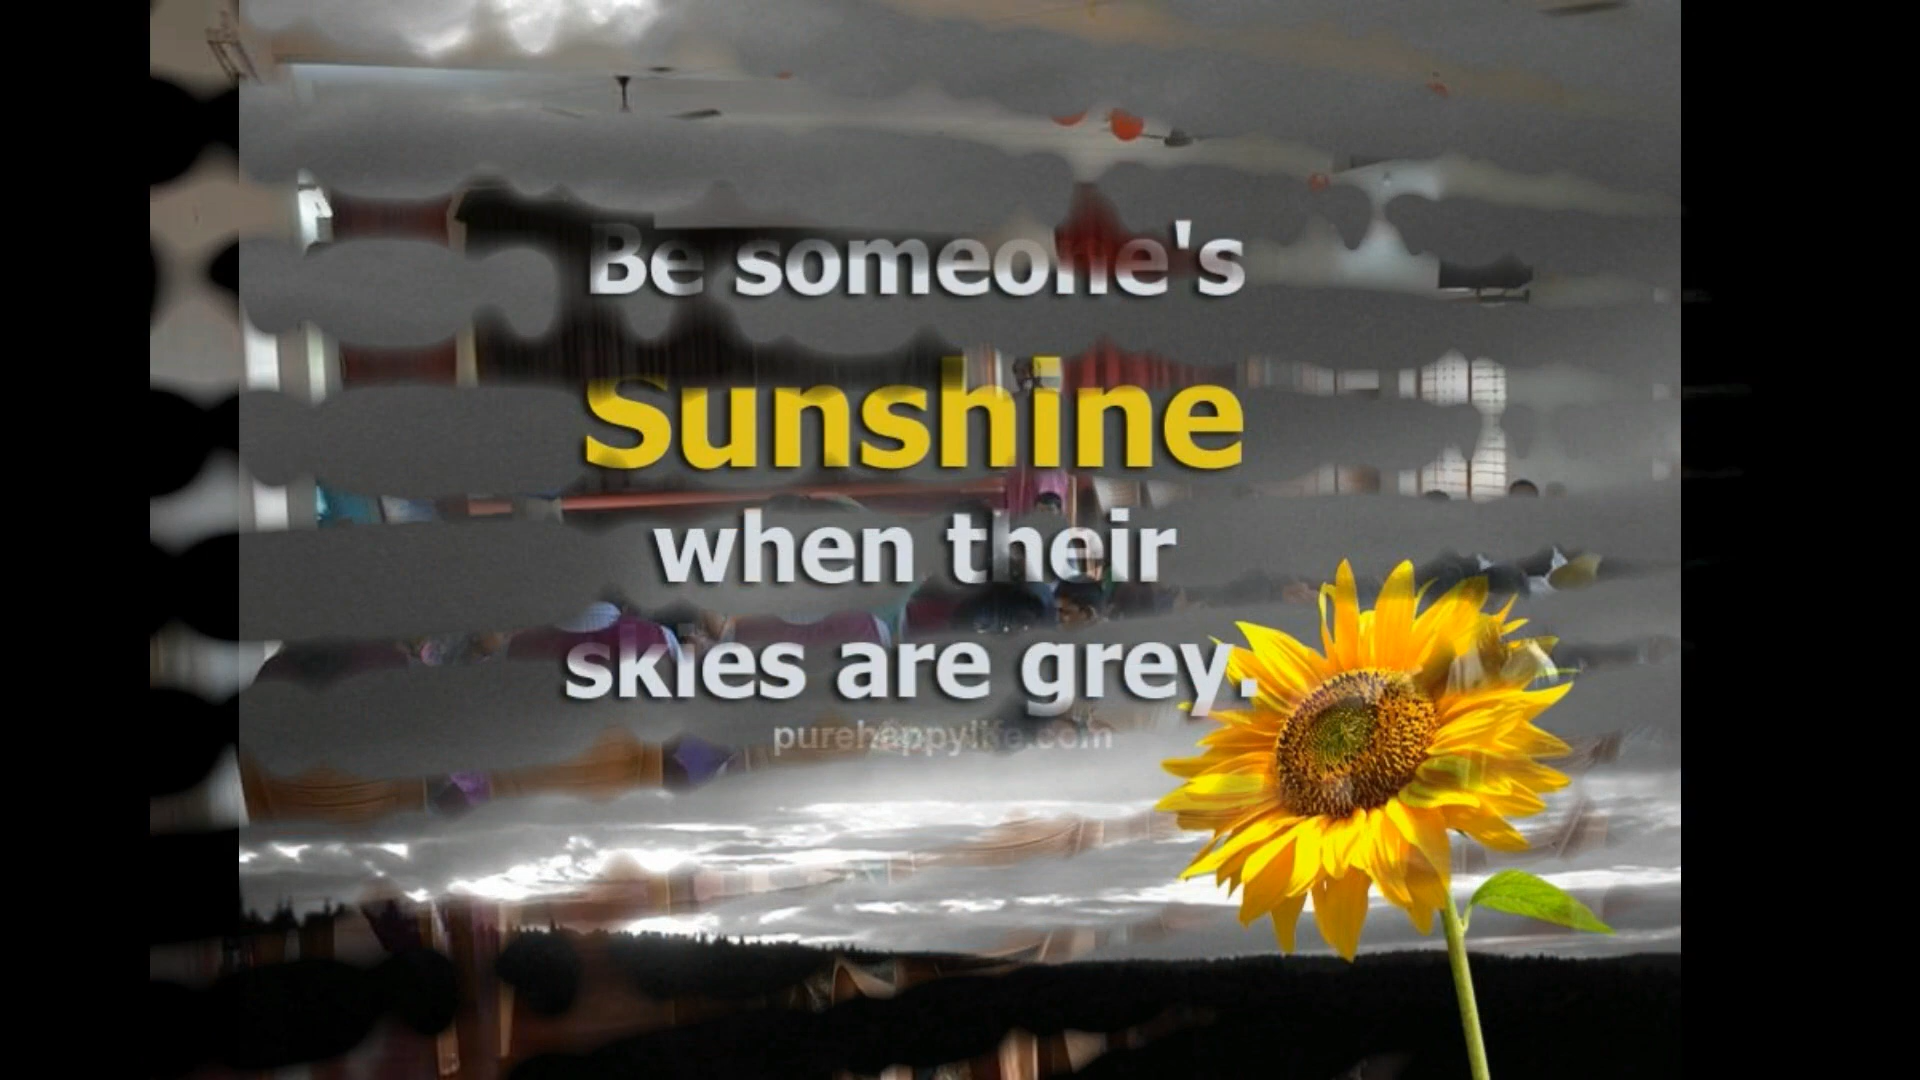 Be someone's
Sunshine
when their
skies are grey.
purehappylife.com